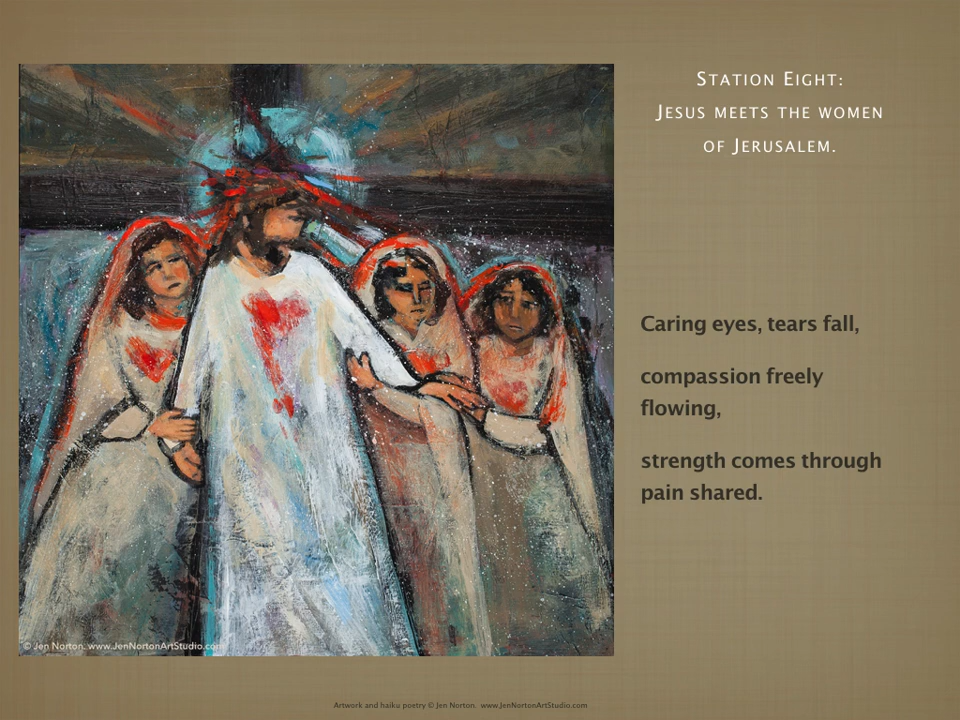 Station Eight:
Jesus meets the women
of Jerusalem.
Caring eyes, tears fall,
compassion freely
flowing,
strength comes through
pain shared.
© Jen Norton. www.JenNortonArtStudio.com
Artwork and haiku poetry © Jen Norton. www.JenNortonArtStudio.com